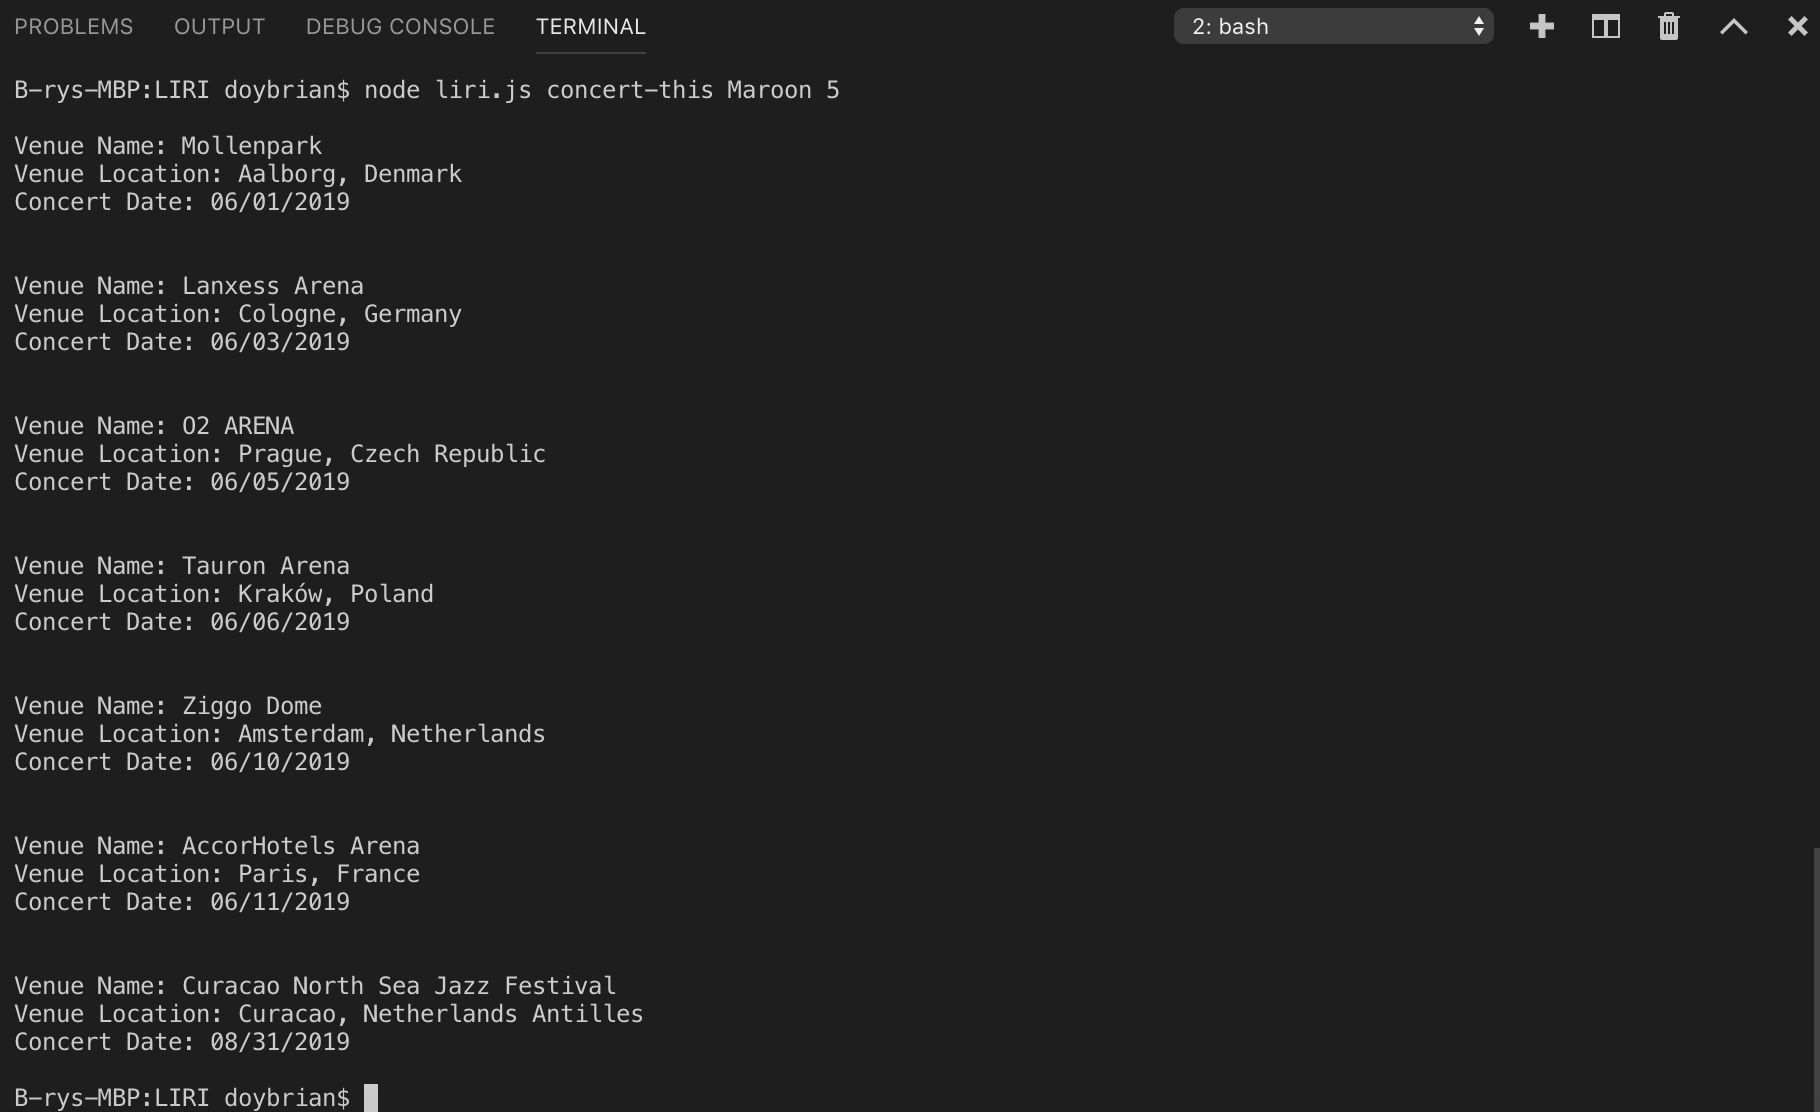 PROBLEMS OUTPUT DEBUG CONSOLE TERMINAL 2: bash
B-rys-MBP:LIRI doybrian$ node liri.js concert-this Maroon 5
Venue Name: Mollenpark
Venue Location: Aalborg, Denmark
Concert Date: 06/01/2019
Venue Name: Lanxess Arena
Venue Location: Cologne, Germany
Concert Date: 06/03/2019
Venue Name: O2 ARENA
Venue Location: Prague, Czech Republic
Concert Date: 06/05/2019
Venue Name: Tauron Arena
Venue Location: Kraków, Poland
Concert Date: 06/06/2019
Venue Name: Ziggo Dome
Venue Location: Amsterdam, Netherlands
Concert Date: 06/10/2019
Venue Name: AccorHotels Arena
Venue Location: Paris, France
Concert Date: 06/11/2019
Venue Name: Curacao North Sea Jazz Festival
Venue Location: Curacao, Netherlands Antilles
Concert Date: 08/31/2019
B-rys-MBP:LIRI doybrian$